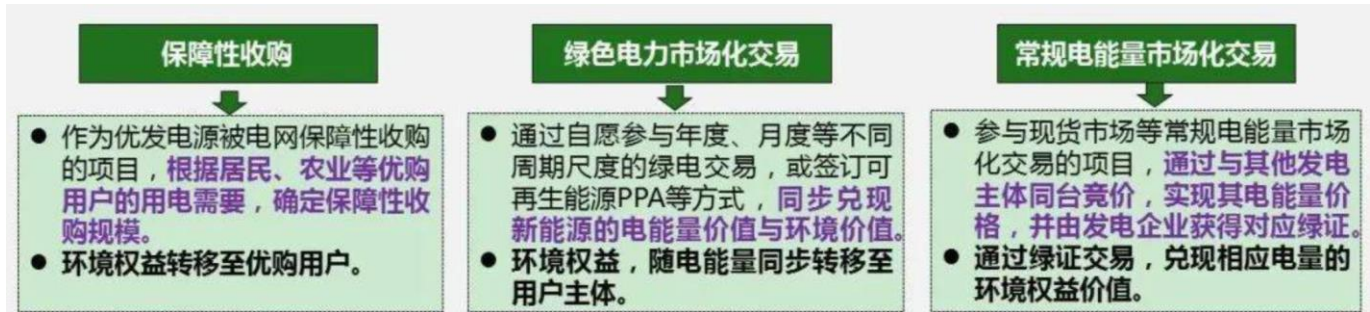 保障性收购
作为优发电源被电网保障性收购
的项目，根据居民、农业等优购
用户的用电需要，确定保障性收
购规模。
环境权益转移至优购用户。
绿色电力市场化交易
通过自愿参与年度、月度等不同
周期尺度的绿电交易，或签订可
再生能源PPA等方式，同步兑现
新能源的电能量价值与环境价值。
环境权益，随电能量同步转移至
用户主体。
常规电能量市场化交易
参与现货市场等常规电能量市场
化交易的项目，通过与其他发电
主体同台竞价，实现其电能量价
格，并由发电企业获得对应绿证。
通过绿证交易，兑现相应电量的
环境权益价值。